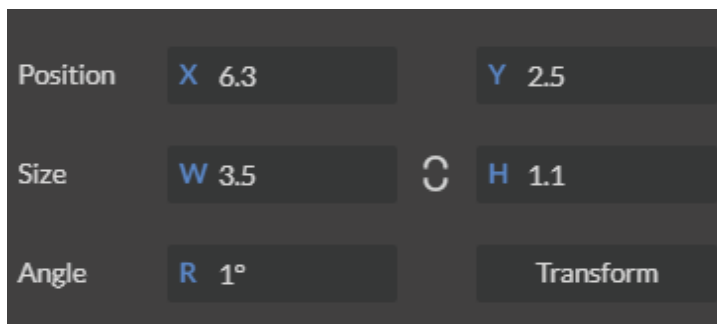 Position X 6.3 Y 2.5
Size W 3.5 H 1.1
Angle R 1° Transform